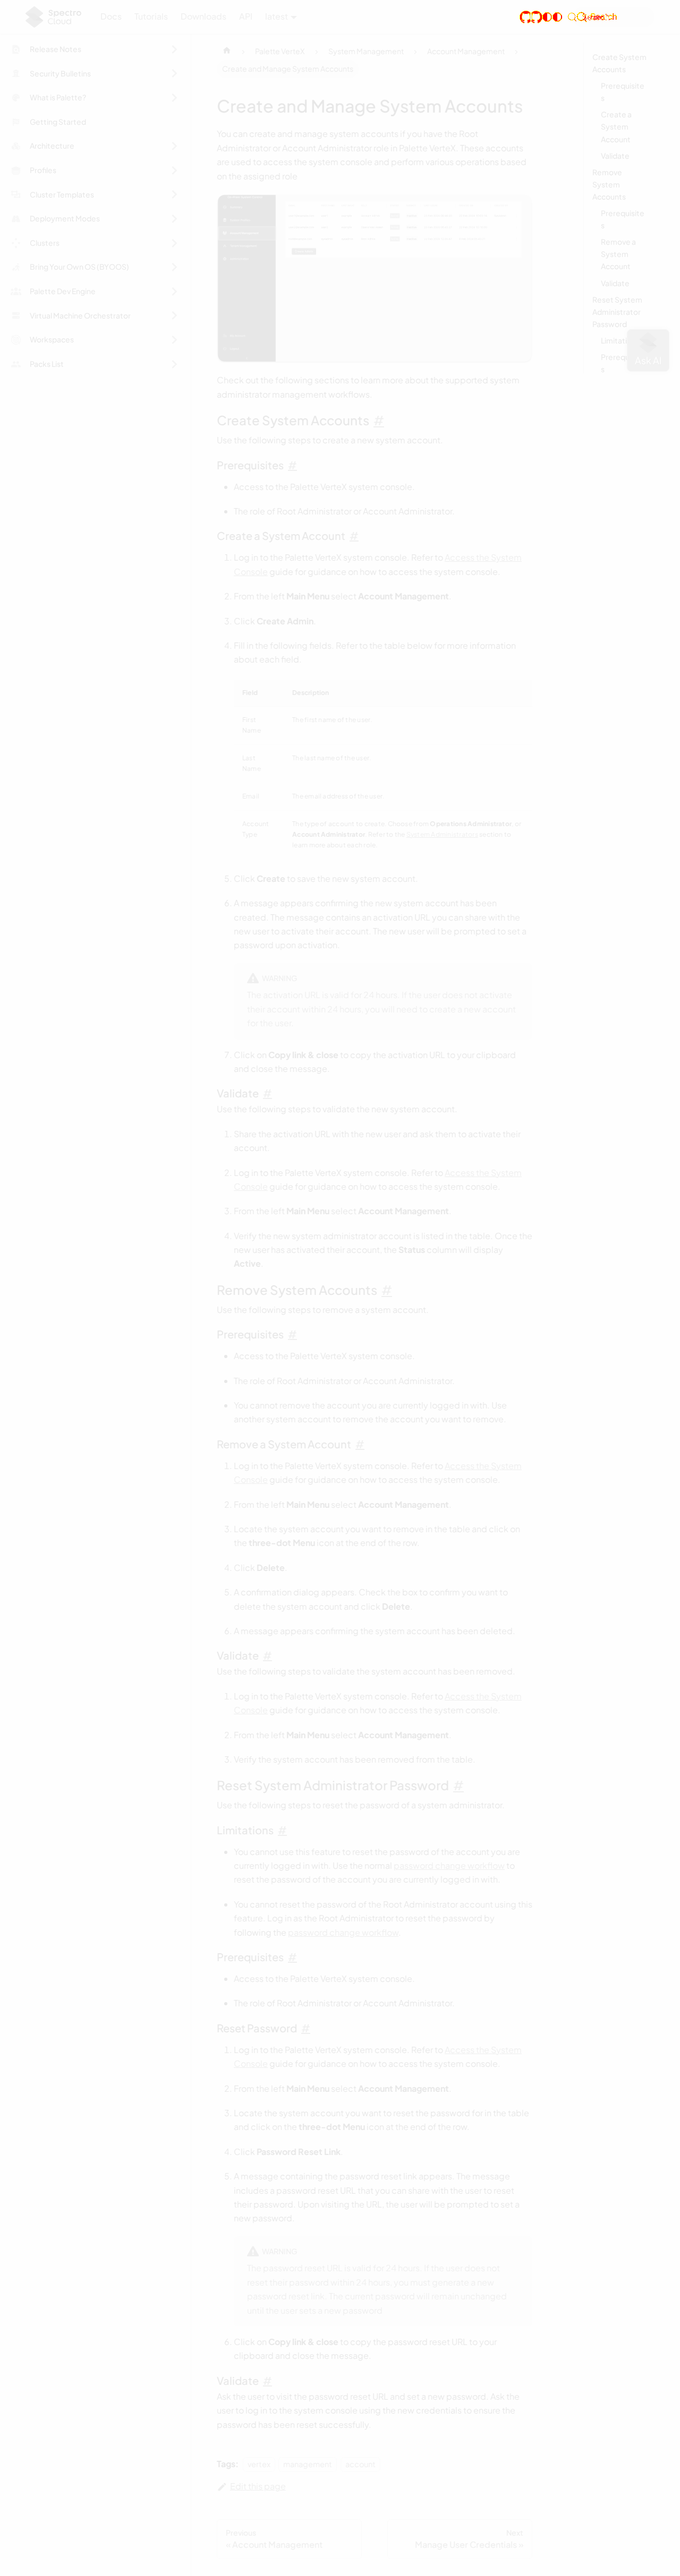 Spectro
Cloud
Docs
Tutorials
Downloads
API
latest
Search
Release Notes
Security Bulletins
What is Palette?
Getting Started
Architecture
Profiles
Cluster Templates
Deployment Modes
Clusters
Bring Your Own OS (BYOOS)
Palette Dev Engine
Virtual Machine Orchestrator
Workspaces
Packs List
Palette VerteX
System Management
Account Management
Create and Manage System Accounts
Create and Manage System Accounts
You can create and manage system accounts if you have the Root
Administrator or Account Administrator role in Palette VerteX. These accounts
are used to access the system console and perform various operations based
on the assigned role.
Check out the following sections to learn more about the supported system
administrator management workflows.
Create System Accounts #
Use the following steps to create a new system account.
Prerequisites #
• Access to the Palette VerteX system console.
• The role of Root Administrator or Account Administrator.
Create a System Account #
1. Log in to the Palette VerteX system console. Refer to Access the System
Console guide for guidance on how to access the system console.
2. From the left Main Menu select Account Management.
3. Click Create Admin
4. Fill in the following fields. Refer to the table below for more information
about each field.
Field Description
First
Name
The first name of the user.
Last
Name
The last name of the user.
Email The email address of the user.
Account
Type
The type of account to create. Choose from Operations Administrator, or
Account Administrator. Refer to the
section to
learn more about each role.
5. Click Create to save the new system account.
6. A message appears confirming the new system account has been
created. The message contains an activation URL you can share with the
new user to activate their account. The new user will be prompted to set a
password upon activation.
WARNING
The activation URL is valid for 24 hours. If the user does not activate
their account within 24 hours, you will need to create a new account
for the user.
7. Click on Copy link & close to copy the activation URL to your clipboard
and close the message.
Validate #
Use the following steps to validate the new system account.
1. Share the activation URL with the new user and ask them to activate their
account.
2. Log in to the Palette VerteX system console. Refer to Access the System
Console guide for guidance on how to access the system console.
3. From the left Main Menu select Account Management.
4. Verify the new system administrator account is listed in the table. Once the
new user has activated their account, the Status column will display
Active.
Remove System Accounts #
Use the following steps to remove a system account.
Prerequisites #
• Access to the Palette VerteX system console.
• The role of Root Administrator or Account Administrator.
• You cannot remove the account you are currently logged in with. Use
another system account to remove the account you want to remove.
Remove a System Account #
1. Log in to the Palette VerteX system console. Refer to Access the System
Console guide for guidance on how to access the system console.
2. From the left Main Menu select Account Management.
3. Locate the system account you want to remove in the table and click on
the three-dot Menu icon at the end of the row.
4. Click Delete.
5. A confirmation dialog appears. Check the box to confirm you want to
delete the system account and click Delete.
6. A message appears confirming the system account has been deleted.
Validate #
Use the following steps to validate the system account has been removed.
1. Log in to the Palette VerteX system console. Refer to Access the System
Console guide for guidance on how to access the system console.
2. From the left Main Menu select Account Management.
3. Verify the system account has been removed from the table.
Reset System Administrator Password #
Use the following steps to reset the password of a system administrator.
Limitations #
• You cannot use this feature to reset the password of the account you are
currently logged in with. Use the normal password change workflow to
reset the password of the account you are currently logged in with.
• You cannot reset the password of the Root Administrator account using this
feature. Log in as the Root Administrator to reset the password by
following the password change workflow.
Prerequisites #
• Access to the Palette VerteX system console.
• The role of Root Administrator or Account Administrator.
Reset Password #
1. Log in to the Palette VerteX system console. Refer to Access the System
Console guide for guidance on how to access the system console.
2. From the left Main Menu select Account Management.
3. Locate the system account you want to reset the password for in the table
and click on the three-dot Menu icon at the end of the row.
4. Click Password Reset Link.
5. A message containing the password reset link appears. The message
includes a password reset URL that you can share with the user to reset
their password. Upon visiting the URL, the user will be prompted to set a
new password.
WARNING
The password reset URL is valid for 24 hours. If the user does not
reset their password within 24 hours, you must generate a new
password reset link. The current password will remain unchanged
until the user sets a new password.
6. Click on Copy link & close to copy the password reset URL to your
clipboard and close the message.
Validate #
Ask the user to visit the password reset URL and set a new password. Ask the
user to log in to the system console using the new credentials to ensure the
password has been reset successfully.
Tags: vertex management account
Edit this page
Previous
« Account Management
Next
Manage User Credentials »
Create System
Accounts
Prerequisite
s
Create a
System
Account
Validate
Remove
System
Accounts
Prerequisite
s
Remove a
System
Account
Validate
Reset System
Administrator
Password
Ask AI
s